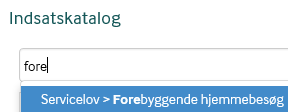 Indsatskatalog
fore
Servicelov > Forebyggende hjemmebesøg